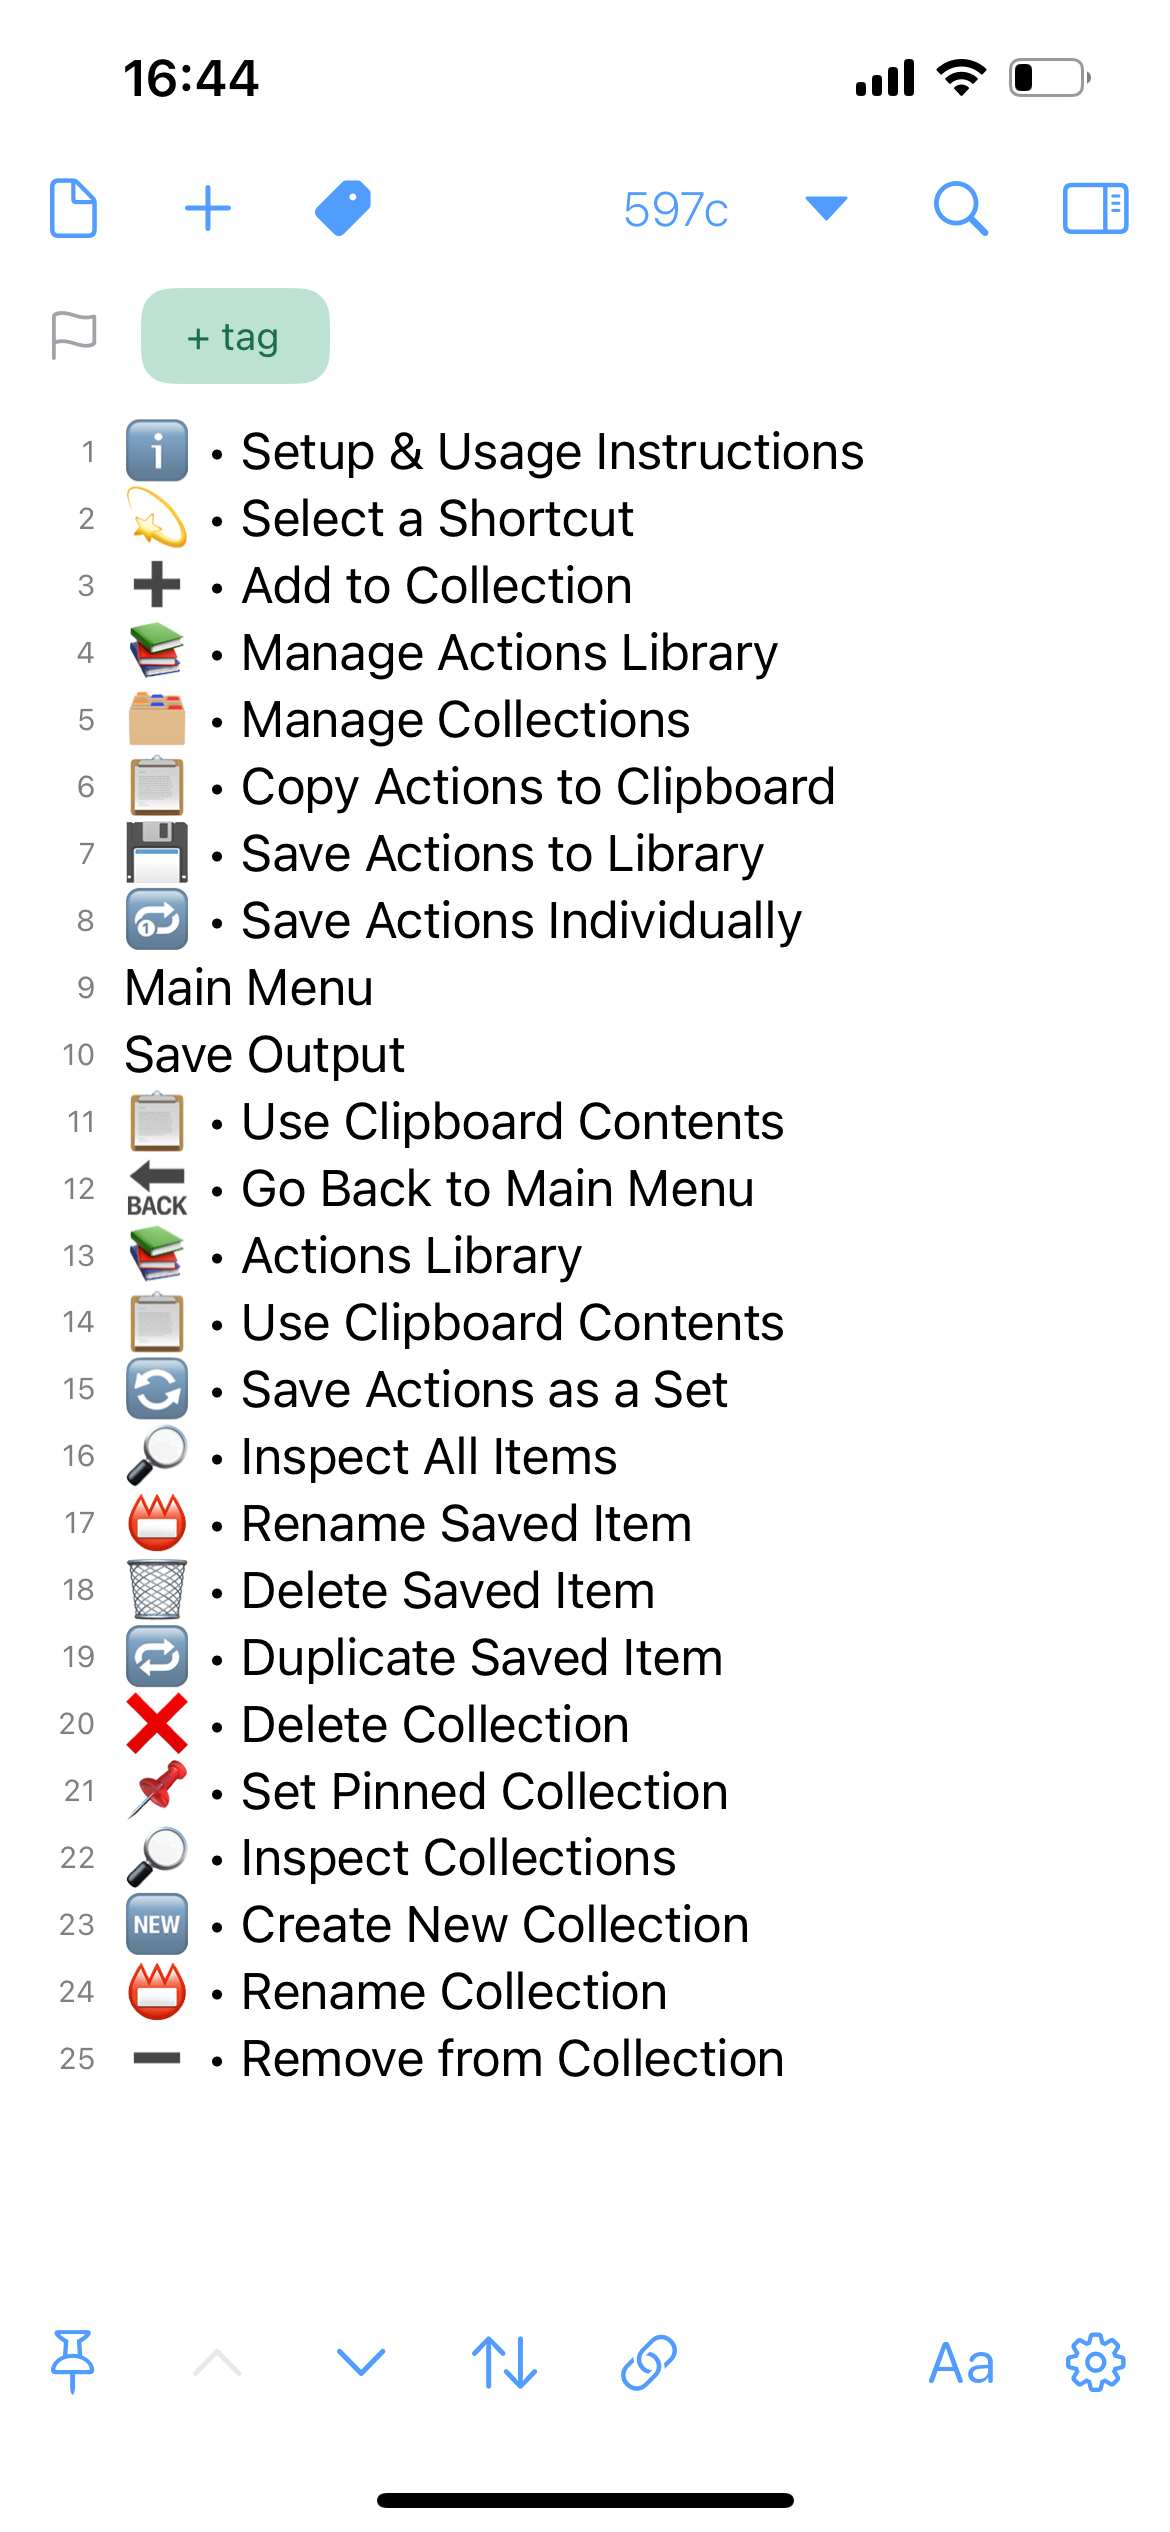 16:44
597c
+ tag
1 ℹ️ • Setup & Usage Instructions
2 💫 • Select a Shortcut
3 ➕ • Add to Collection
4 📚 • Manage Actions Library
5 🗂️ • Manage Collections
6 📋 • Copy Actions to Clipboard
7 💾 • Save Actions to Library
8 🔂 • Save Actions Individually
9 Main Menu
10 Save Output
11 📋 • Use Clipboard Contents
12 🔙 • Go Back to Main Menu
13 📚 • Actions Library
14 📋 • Use Clipboard Contents
15 🔄 • Save Actions as a Set
16 🔎 • Inspect All Items
17 📛 • Rename Saved Item
18 🗑️ • Delete Saved Item
19 🔁 • Duplicate Saved Item
20 ❌ • Delete Collection
21 📌 • Set Pinned Collection
22 🔎 • Inspect Collections
23 🆕 • Create New Collection
24 📛 • Rename Collection
25 ➖ • Remove from Collection
Aa